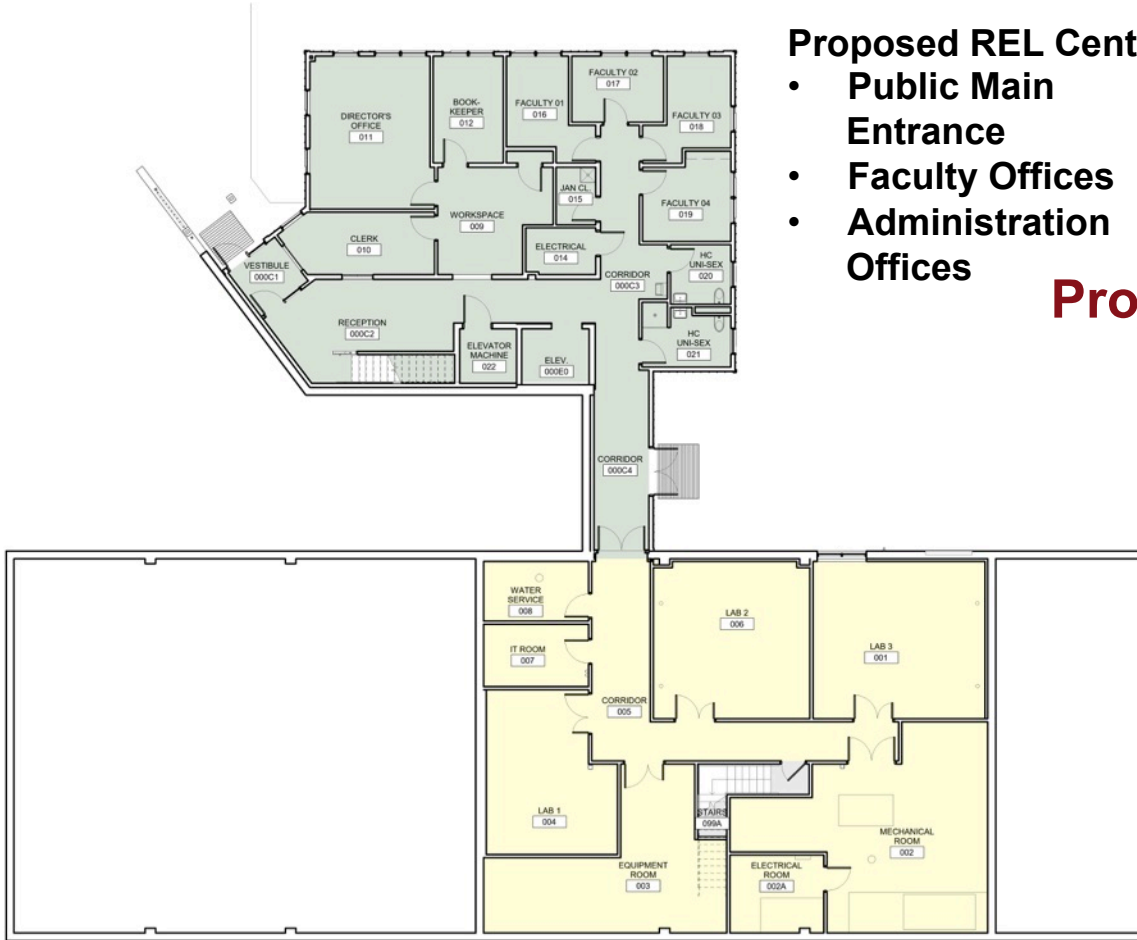 Proposed REL Cent
• Public Main
Entrance
• Faculty Offices
• Administration
Offices
Pro
DIRECTOR'S
OFFICE
011
BOOK-
KEEPER
012
FACULTY 01
016
FACULTY 02
017
FACULTY 03
018
JAN CL.
015
FACULTY 04
019
WORKSPACE
009
CLERK
010
ELECTRICAL
014
VESTIBULE
000C1
CORRIDOR
000C3
HC
UNI-SEX
020
RECEPTION
000C2
ELEVATOR
MACHINE
022
ELEV.
000E0
HC
UNI-SEX
021
CORRIDOR
000C4
WATER
SERVICE
008
LAB 2
006
IT ROOM
007
LAB 3
001
CORRIDOR
005
LAB 1
004
STAIRS
099A
MECHANICAL
ROOM
002
EQUIPMENT
ROOM
003
ELECTRICAL
ROOM
002A